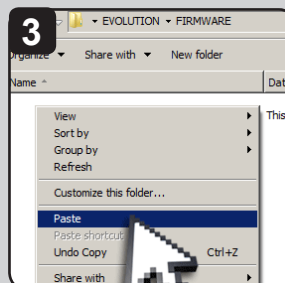 3
EVOLUTION FIRMWARE
Organize Share with New folder
Name Dat
View This
Sort by
Group by
Refresh
Customize this folder...
Paste
Paste shortcut
Undo Copy Ctrl+Z
Share with